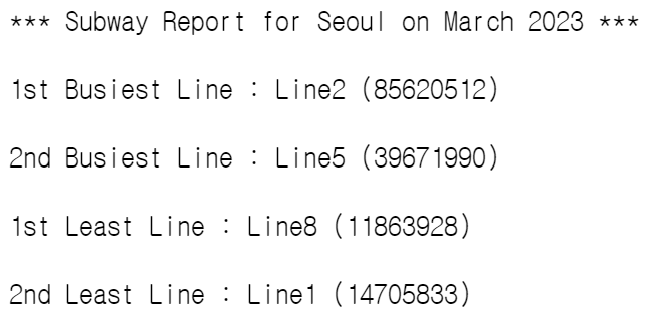 *** Subway Report for Seoul on March 2023 ***
1st Busiest Line : Line2 (85620512)
2nd Busiest Line : Line5 (39671990)
1st Least Line : Line8 (11863928)
2nd Least Line : Line1 (14705833)